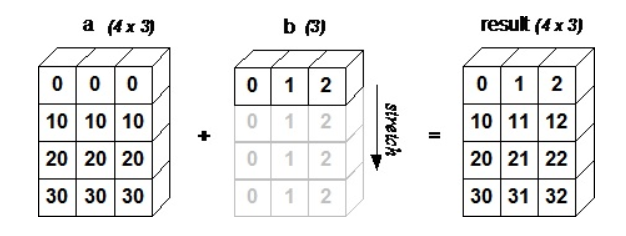 a (4 x 3) b (3) result (4 x 3)
0 0 0 0 1 2 0 1 2
10 10 10 0 1 2 10 11 12
+ stretch =
20 20 20 0 1 2 20 21 22
30 30 30 0 1 2 30 31 32